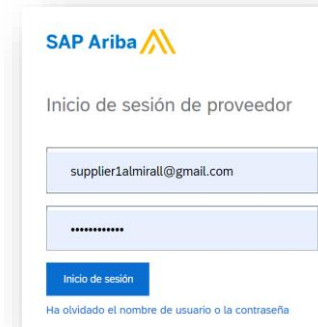 SAP Ariba
Inicio de sesión de proveedor
supplier1almirall@gmail.com
••••••••••••
Inicio de sesión
Ha olvidado el nombre de usuario o la contraseña